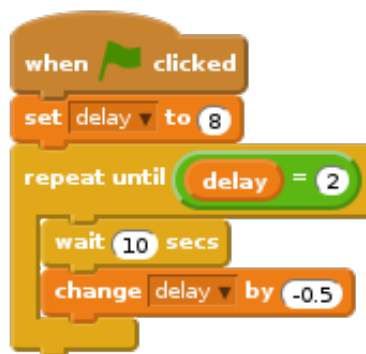 when clicked
set delay to 8
repeat until delay = 2
wait 10 secs
change delay by -0.5